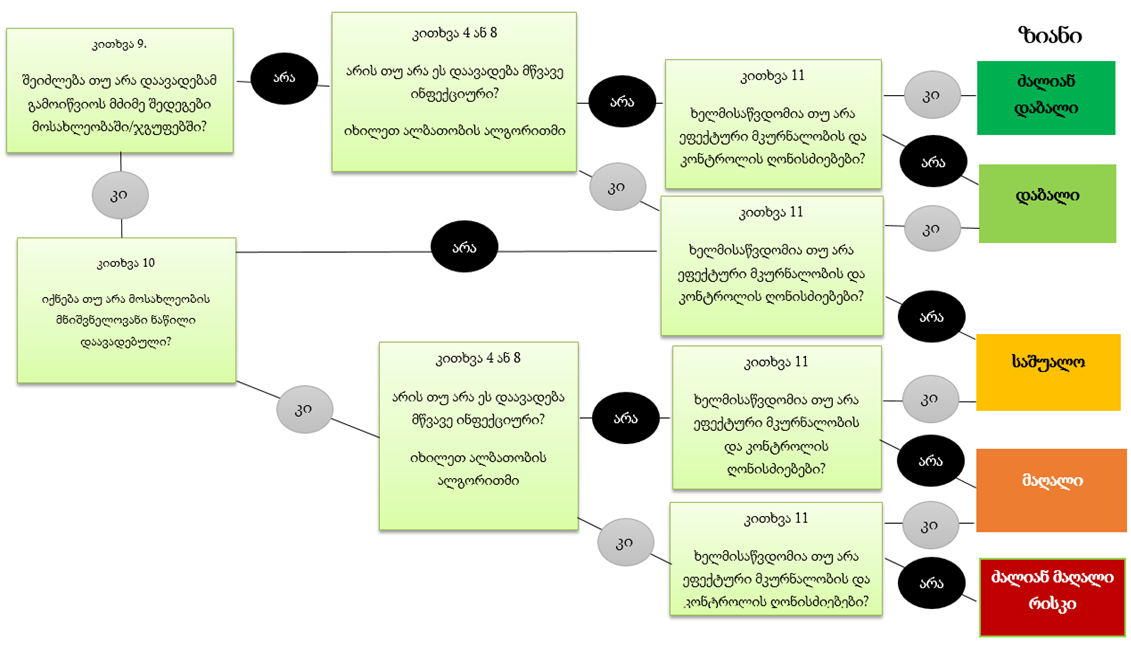 კითხვა 9.
შეიძლება თუ არა დაავადებამ
გამოიწვიოს მძიმე შედეგები
მოსახლეობაში/ჯგუფებში?
არა
კითხვა 4 ან 8
არის თუ არა ეს დაავადება მწვავე
ინფექციური?
იხილეთ ალბათობის ალგორითმი
არა
კითხვა 11
ხელმისაწვდომია თუ არა
ეფექტური მკურნალობის და
კონტროლის ღონისძიებები?
კი
არა
ზიანი
ძალიან
დაბალი
კი
კი
კითხვა 10
იქნება თუ არა მოსახლეობის
მნიშვნელოვანი ნაწილი
დაავადებული?
არა
კითხვა 11
ხელმისაწვდომია თუ არა
ეფექტური მკურნალობის და
კონტროლის ღონისძიებები?
კი
არა
დაბალი
კი
კითხვა 4 ან 8
არის თუ არა ეს დაავადება
მწვავე ინფექციური?
იხილეთ ალბათობის
ალგორითმი
არა
კითხვა 11
ხელმისაწვდომია თუ არა
ეფექტური მკურნალობის
და კონტროლის
ღონისძიებები?
კი
არა
საშუალო
მაღალი
კი
კითხვა 11
ხელმისაწვდომია თუ არა
ეფექტური მკურნალობის და
კონტროლის ღონისძიებები?
კი
არა
ძალიან მაღალი
რისკი